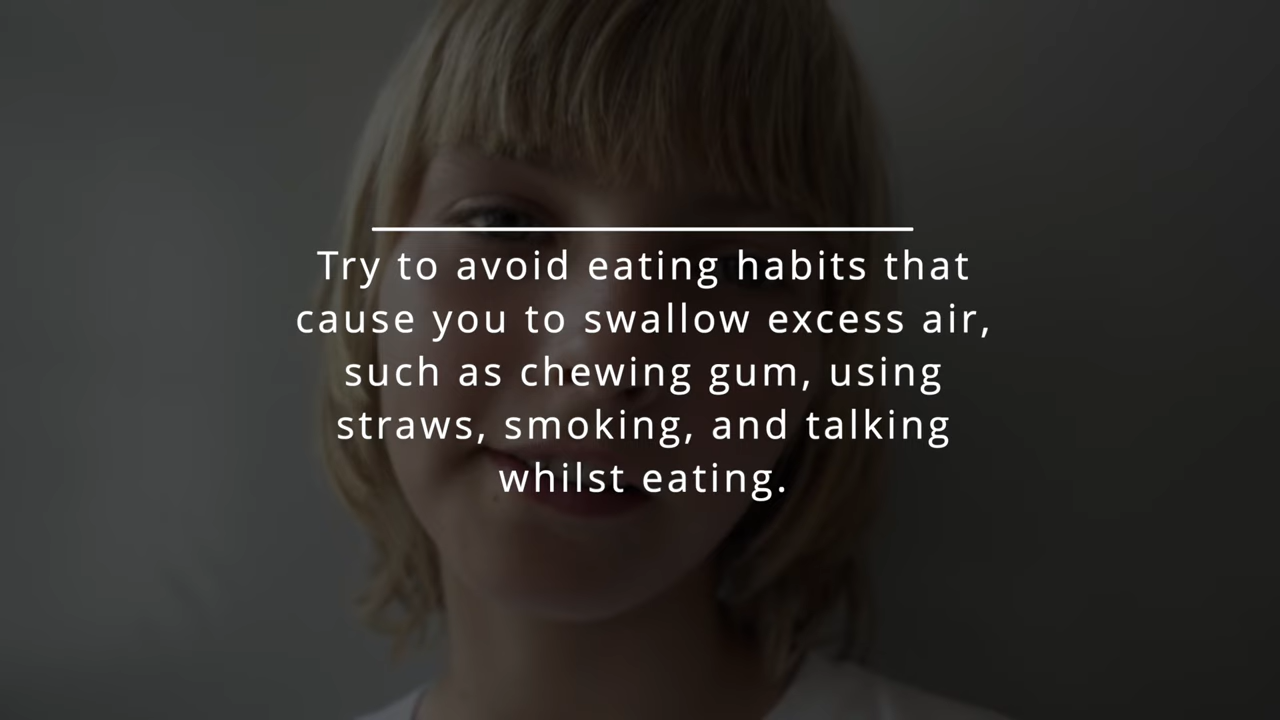 Try to avoid eating habits that
cause you to swallow excess air,
such as chewing gum, using
straws, smoking, and talking
whilst eating.